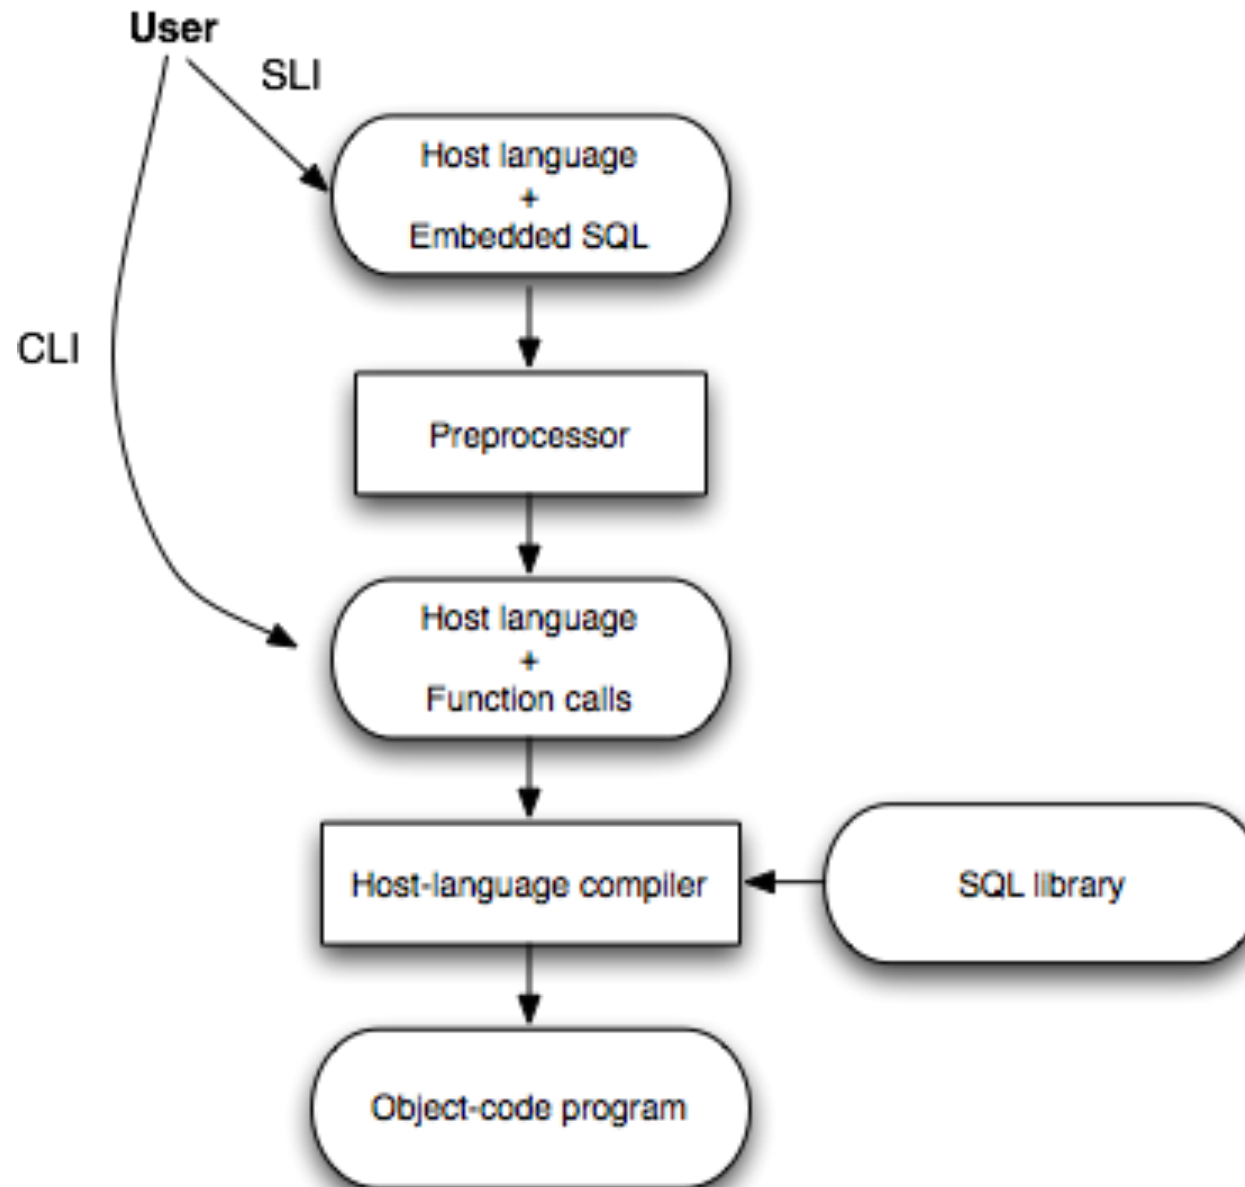 User
SLI
Host language
+
Embedded SQL
CLI
Preprocessor
Host language
+
Function calls
Host-language compiler
SQL library
Object-code program